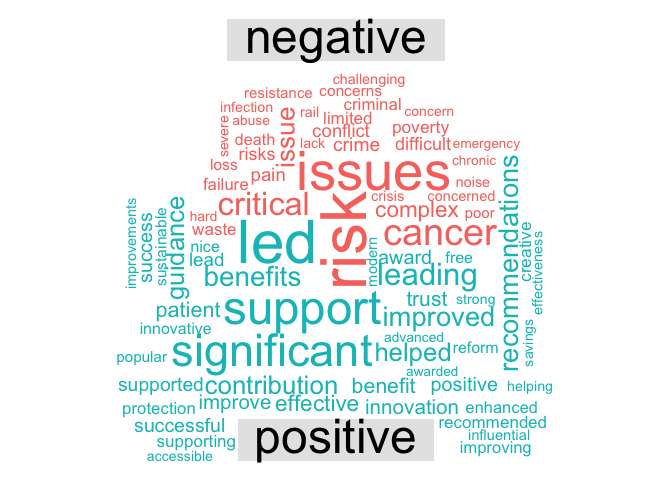 negative
challenging
resistance
concerns
infection
criminal
rail
limited
concern
abuse
severe
issue
conflict
poverty
death
lack
crime
difficult
emergency
risks
loss
pain
issues
chronic
failure
noise
critical
risk
crisis
concerned
complex
poor
hard
waste
cancer
improvements
success
sustainable
guidance
nice
lead
led
modern
award
free
recommendations
creative
effectiveness
benefits
leading
patient
support
trust
strong
improved
innovative
savings
advanced
popular
significant
helped
reform
awarded
supported
contribution
benefit
positive
helping
protection
improve
effective
innovation
enhanced
successful
recommended
supporting
influential
accessible
improving
positive